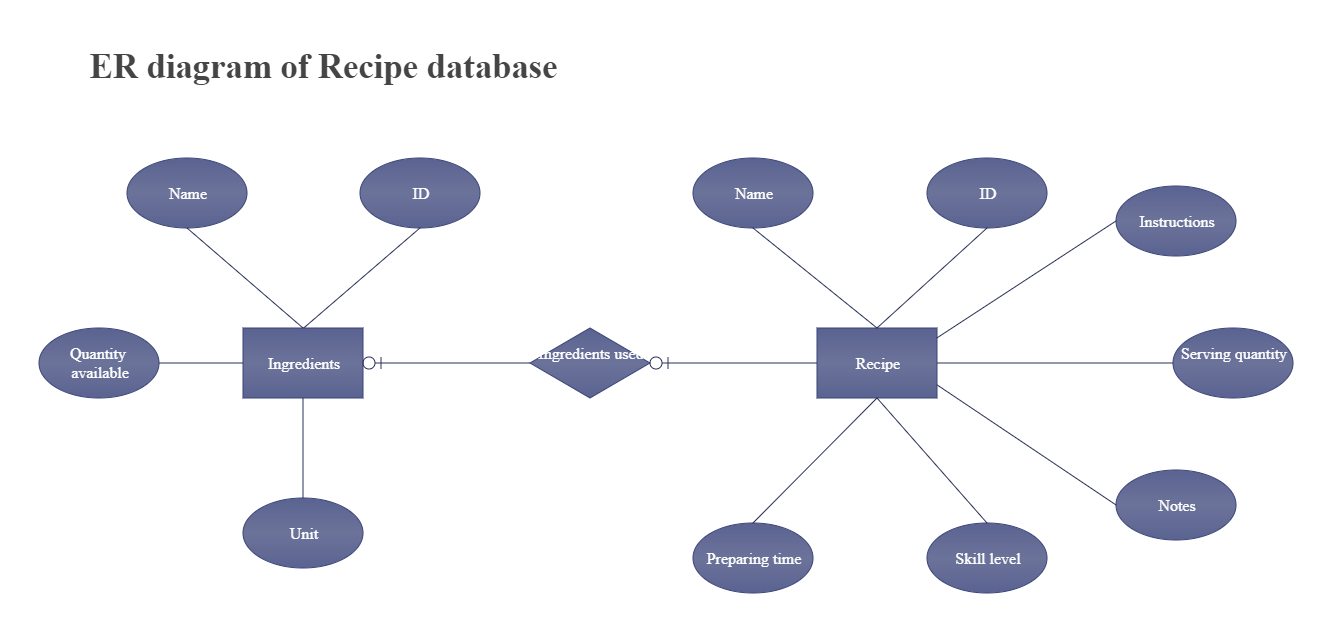 ER diagram of Recipe database
Name
ID
Name
ID
Instructions
Quantity
available
Ingredients
Ingredients used
Recipe
Serving quantity
Unit
Preparing time
Skill level
Notes